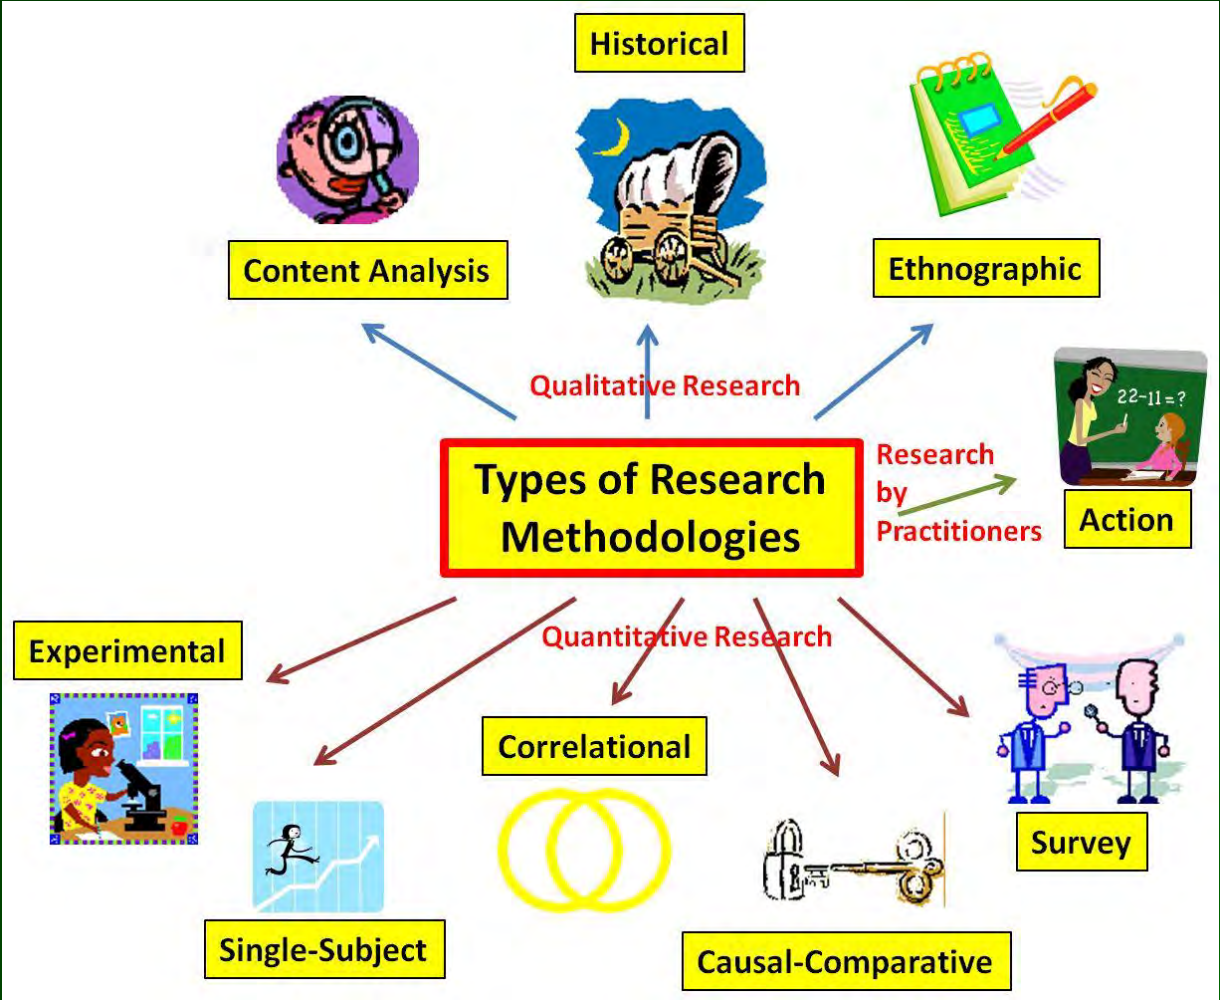 Historical
Content Analysis
Ethnographic
Qualitative Research
22-11=?
Types of Research
Methodologies
Research
by
Practitioners
Action
Quantitative Research
Experimental
Correlational
Survey
Single-Subject
Causal-Comparative